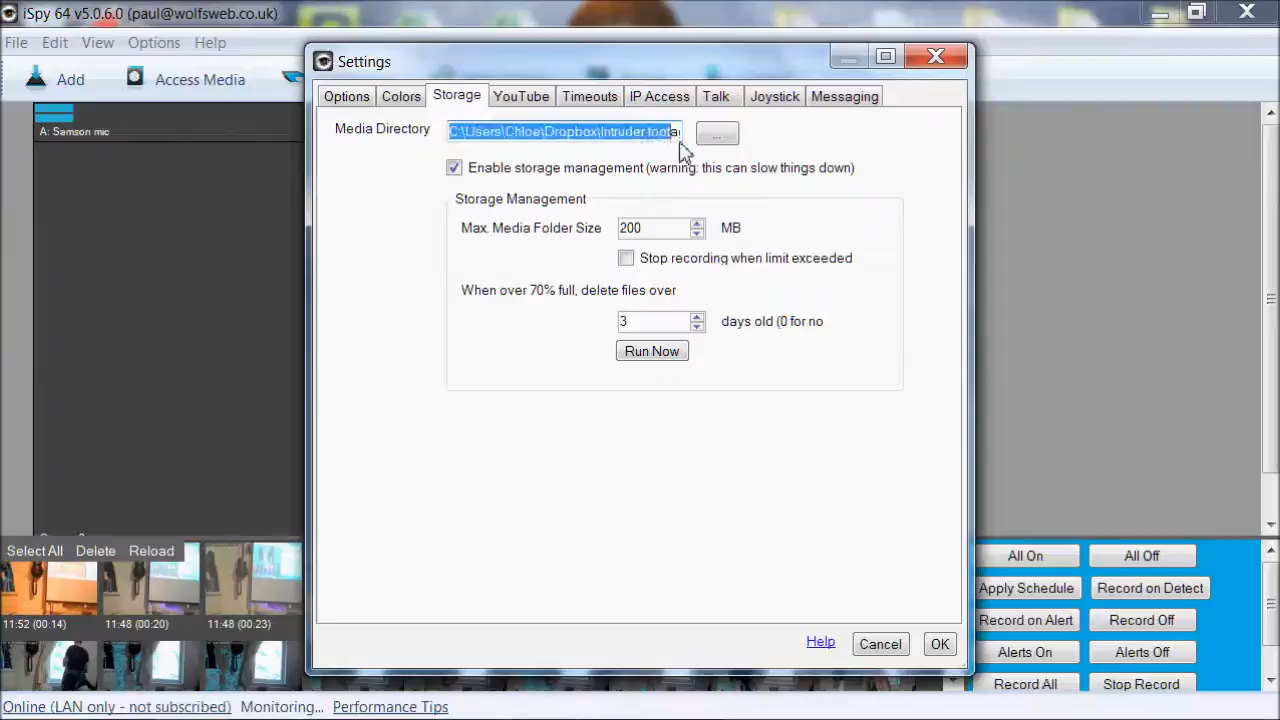 iSpy 64 v5.0.6.0 (paul@wolfsweb.co.uk)
File Edit View Options Help
Add Access Media
A: Samson mic
Settings
Options Colors Storage YouTube Timeouts IP Access Talk Joystick Messaging
Media Directory C:\Users\Chloe\Dropbox\Intruder foota ...
Enable storage management (warning: this can slow things down)
Storage Management
Max. Media Folder Size 200 MB
Stop recording when limit exceeded
When over 70% full, delete files over
3 days old (0 for no
Run Now
Help Cancel OK
Select All Delete Reload
11:52 (00:14) 11:48 (00:20) 11:48 (00:23)
All On All Off
Apply Schedule Record on Detect
Record on Alert Record Off
Alerts On Alerts Off
Record All Stop Record
Online (LAN only - not subscribed) Monitoring... Performance Tips